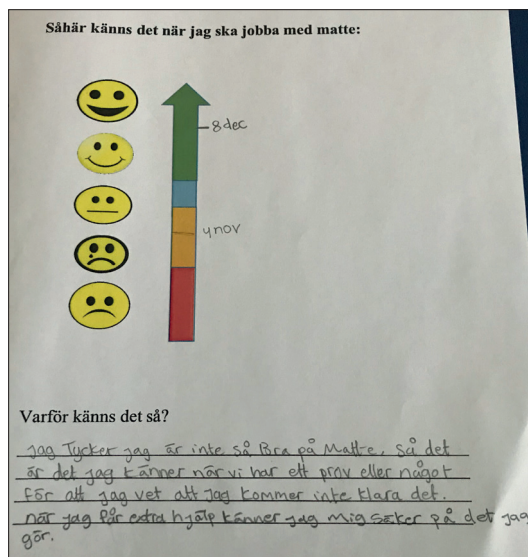 Såhär känns det när jag ska jobba med matte:
8 dec
4 nov
Varför känns det så?
jag Tycker jag är inte så Bra på Matte, så det
är det jag känner när vi har ett prov eller något
för att jag vet att jag kommer inte klara det.
när jag får extra hjälp känner jag mig säker på det jag
gör.